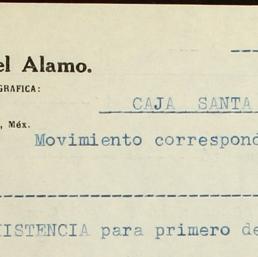 el Alamo.
GRAFICA:
CAJA SANTA
, Méx.
Movimiento correspond
ISTENCIA para primero de